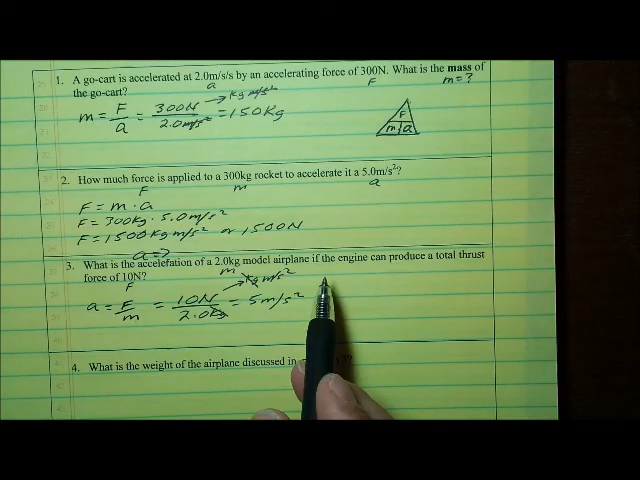 1. A go-cart is accelerated at 2.0m/s/s by an accelerating force of 300N. What is the mass of
a F m=?
the go-cart?
m = F/a = 300N/2.0m/s² → kg m/s² = 150kg
F
m a
2. How much force is applied to a 300kg rocket to accelerate it a 5.0m/s²?
F m a
F = m · a
F = 300kg · 5.0m/s²
F = 1500kg m/s² or 1500N
a=?
3. What is the acceleration of a 2.0kg model airplane if the engine can produce a total thrust
m
force of 10N?
F
a = F/m = 10N/2.0kg → kg m/s² = 5m/s²
4. What is the weight of the airplane discussed in